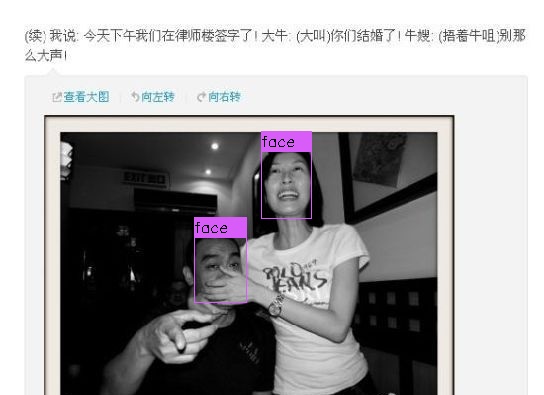 (续) 我说: 今天下午我们在律师楼签字了! 大牛: (大叫)你们结婚了! 牛嫂: (捂着牛咀)别那
么大声!
查看大图 向左转 向右转
face
EXIT
face
JEANS